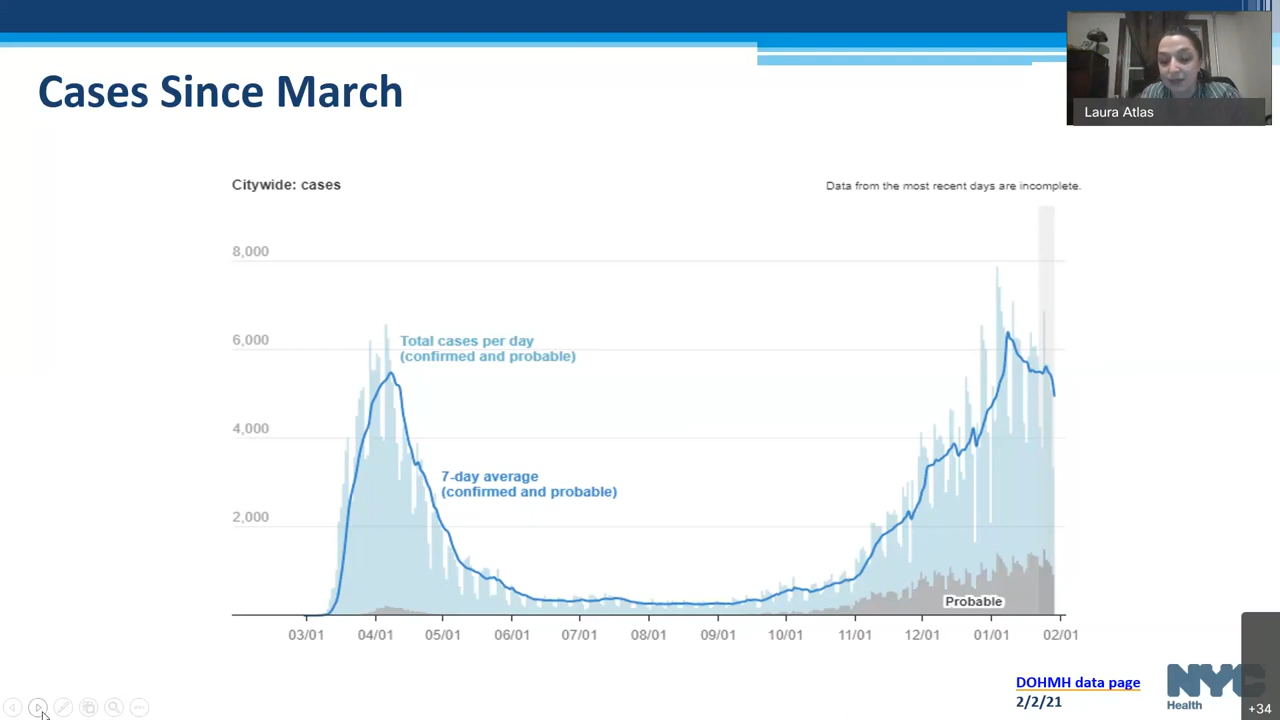 Cases Since March
Laura Atlas
Citywide: cases
Data from the most recent days are incomplete.
8,000
6,000
4,000
2,000
Total cases per day
(confirmed and probable)
7-day average
(confirmed and probable)
Probable
03/01 04/01 05/01 06/01 07/01 08/01 09/01 10/01 11/01 12/01 01/01 02/01
DOHMH data page
2/2/21
NYC
Health
+34